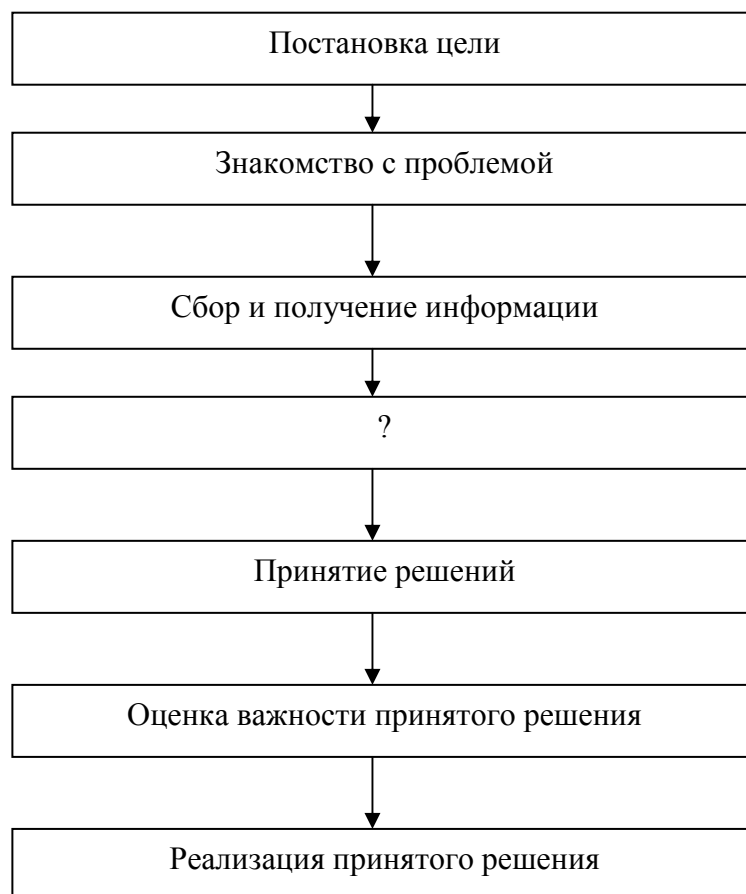 Постановка цели
Знакомство с проблемой
Сбор и получение информации
?
Принятие решений
Оценка важности принятого решения
Реализация принятого решения